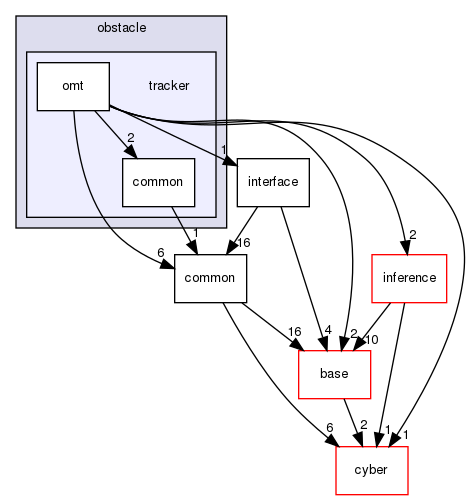 obstacle
omt
tracker
2
1
common
interface
6
1
16
common
2
inference
16
4
2
10
base
6
2
1
1
cyber